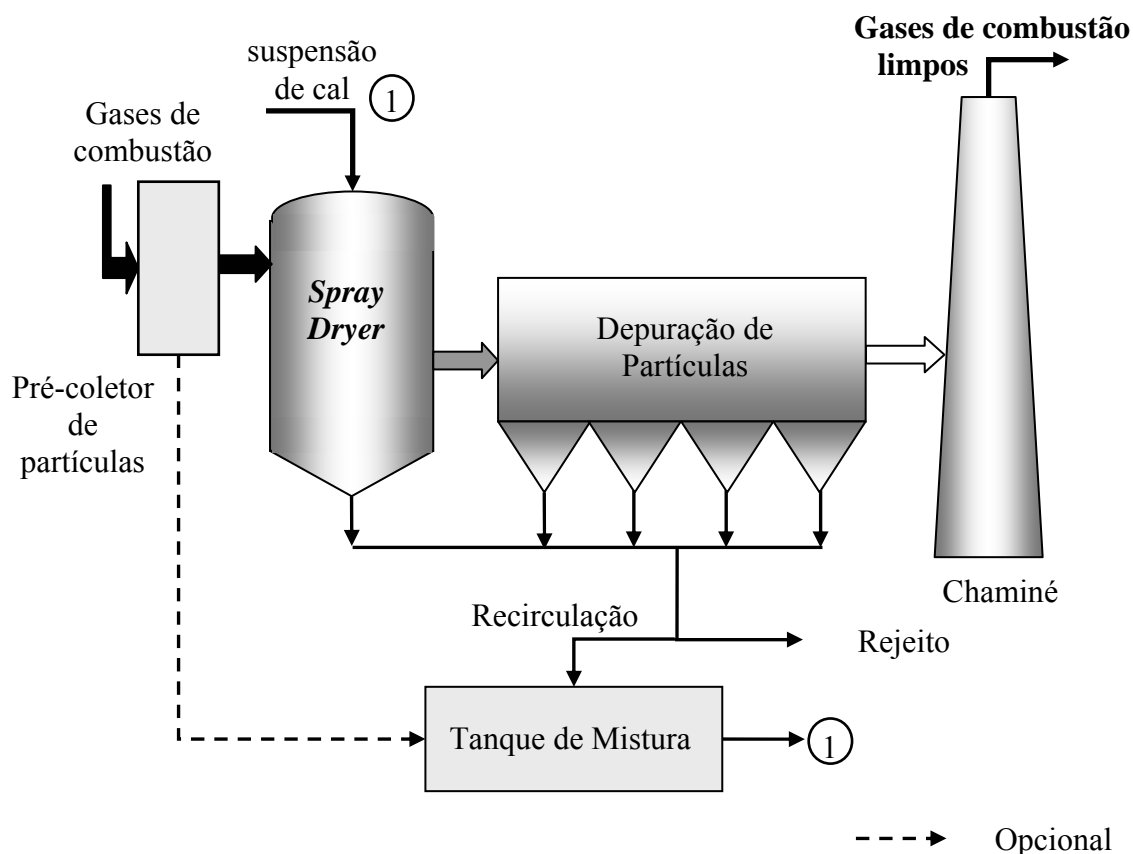 Gases de combustão
limpos
suspensão
de cal
1
Gases de
combustão
Spray
Dryer
Depuração de
Partículas
Pré-coletor
de
partículas
Chaminé
Recirculação
Rejeito
Tanque de Mistura
1
Opcional